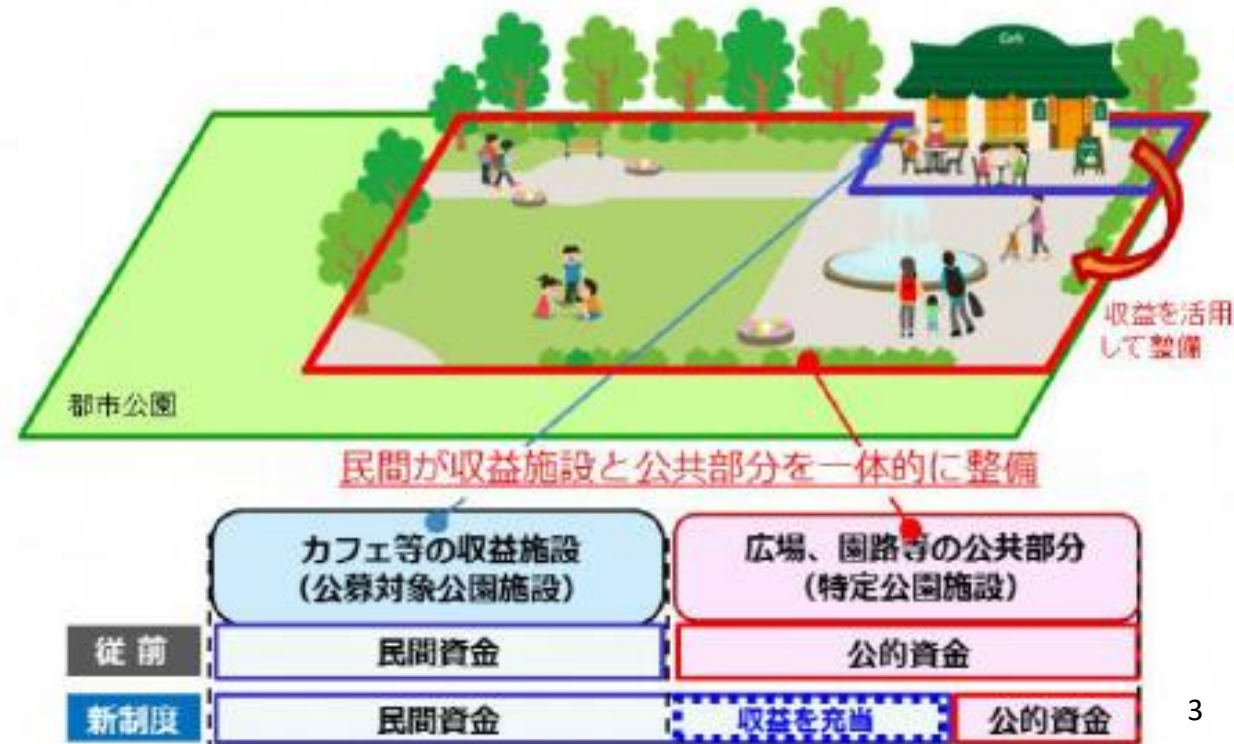 Cafe
収益を活用
して整備
都市公園
民間が収益施設と公共部分を一体的に整備
カフェ等の収益施設
(公募対象公園施設)
広場、園路等の公共部分
(特定公園施設)
従前
民間資金
公的資金
新制度
民間資金
収益を充当
公的資金
3